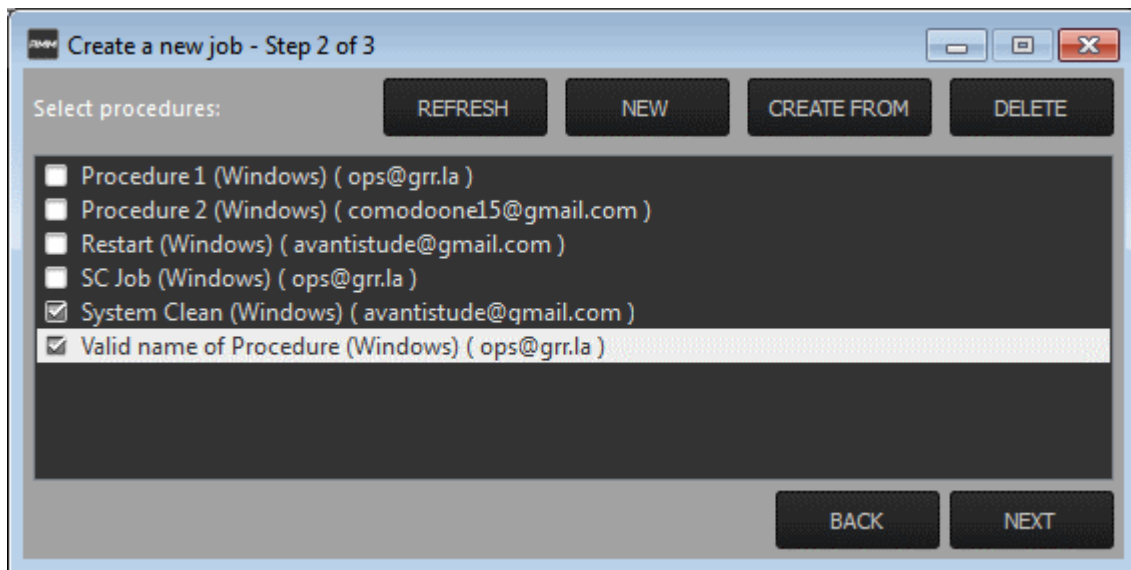 RMM Create a new job - Step 2 of 3
Select procedures: REFRESH NEW CREATE FROM DELETE
Procedure 1 (Windows) ( ops@grr.la )
Procedure 2 (Windows) ( comodoone15@gmail.com )
Restart (Windows) ( avantistude@gmail.com )
SC Job (Windows) ( ops@grr.la )
System Clean (Windows) ( avantistude@gmail.com )
Valid name of Procedure (Windows) ( ops@grr.la )
BACK NEXT